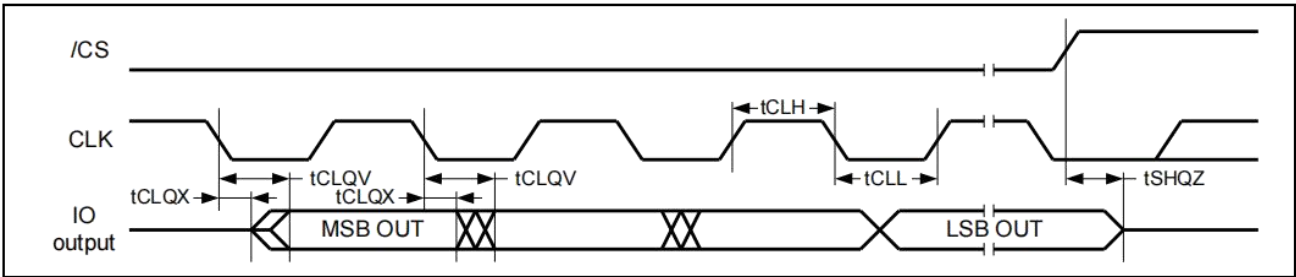 /CS
CLK
tCLH
tCLQV
tCLQV
tCLL
tSHQZ
tCLQX
tCLQX
IO
output
MSB OUT
LSB OUT